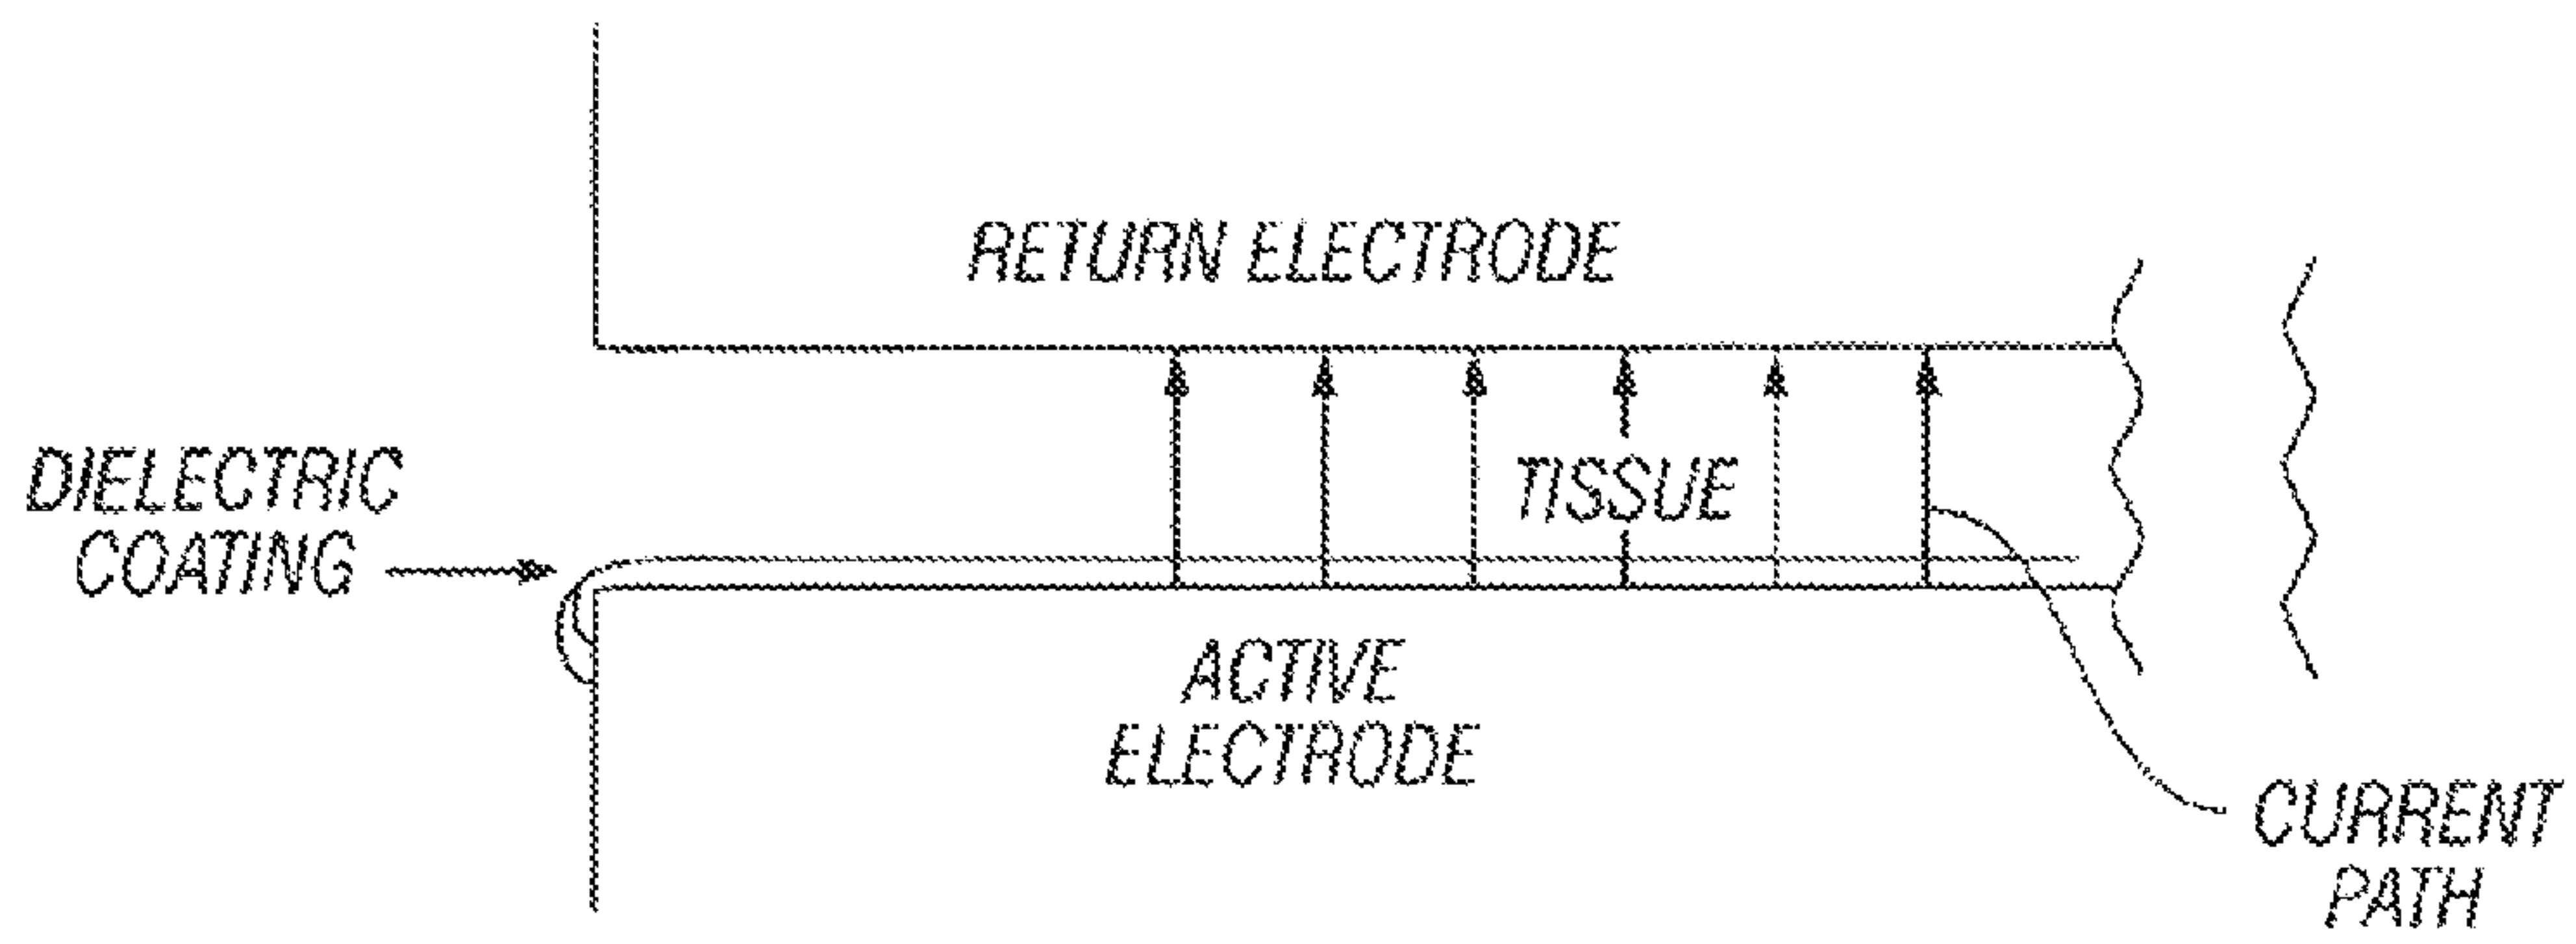 RETURN ELECTRODE
DIELECTRIC
COATING
TISSUE
ACTIVE
ELECTRODE
CURRENT
PATH